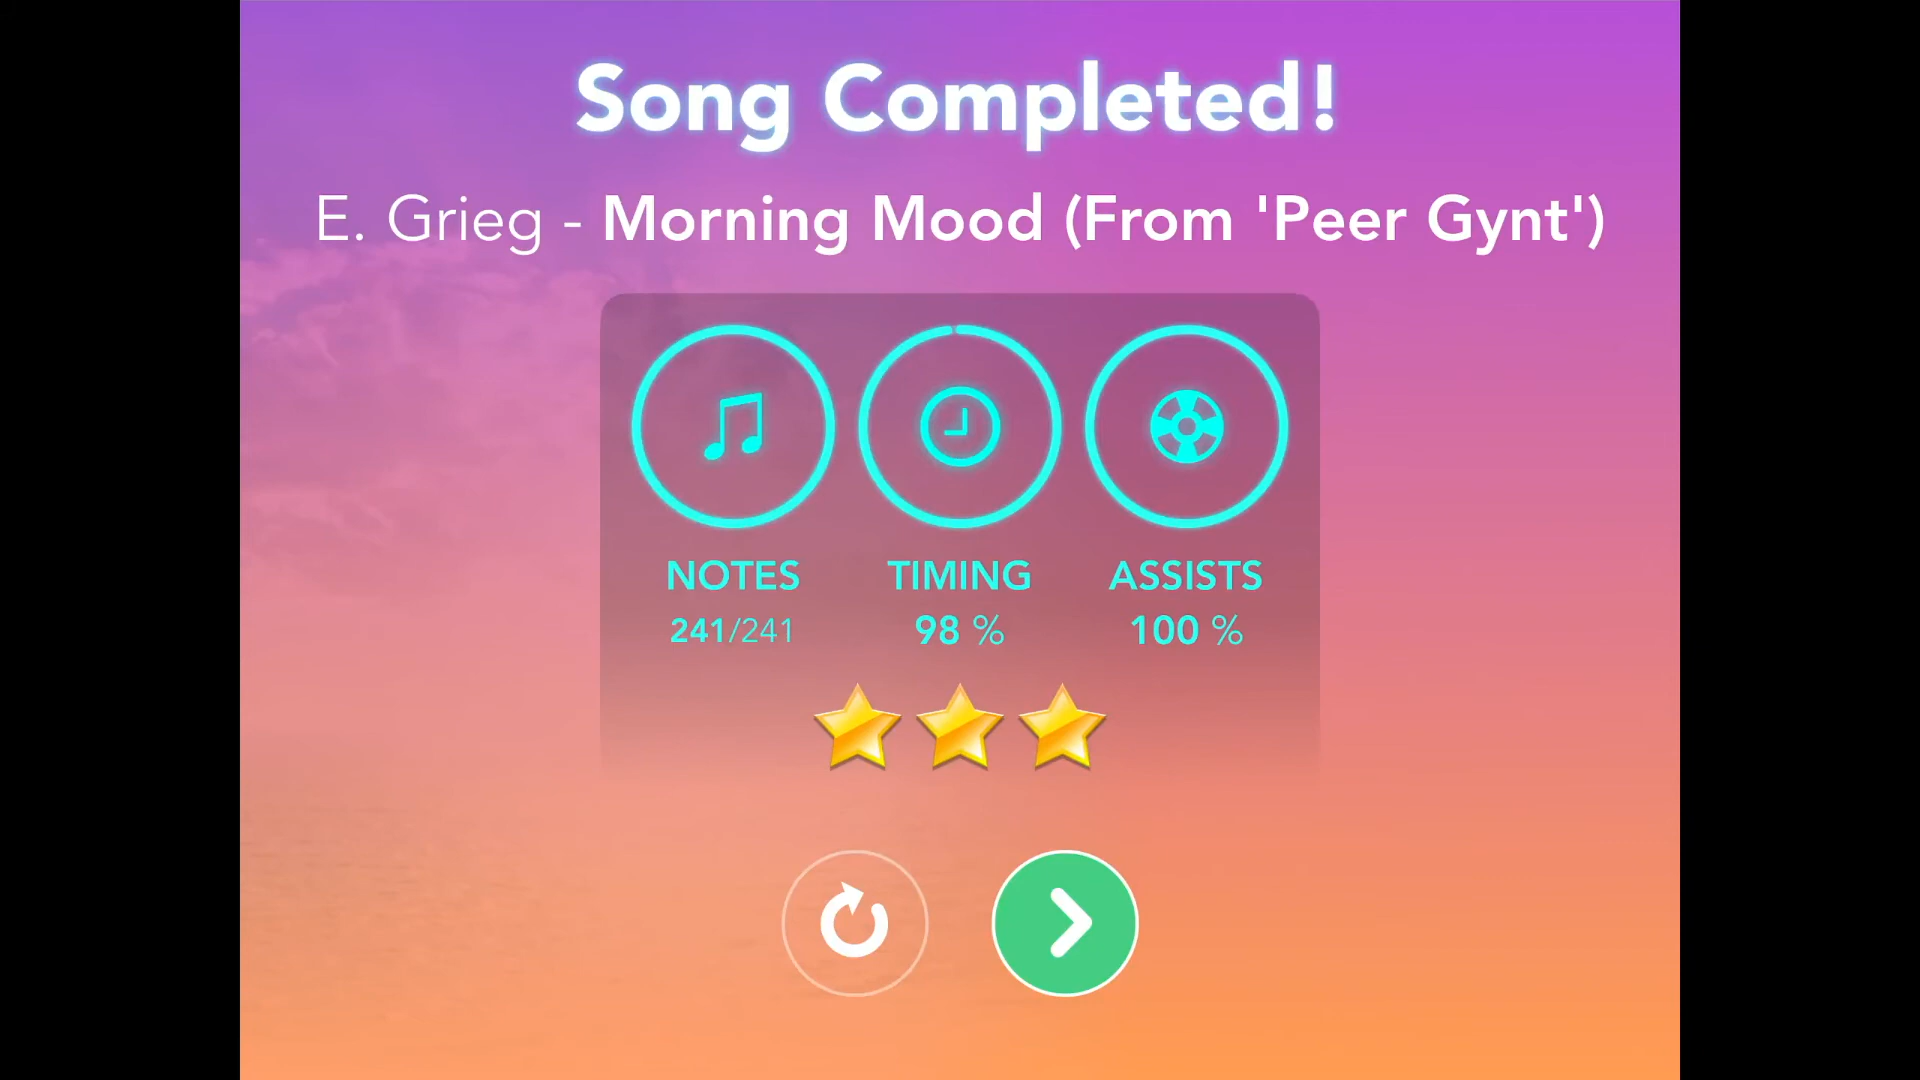 Song Completed!
E. Grieg - Morning Mood (From 'Peer Gynt')
NOTES TIMING ASSISTS
241/241 98 % 100 %